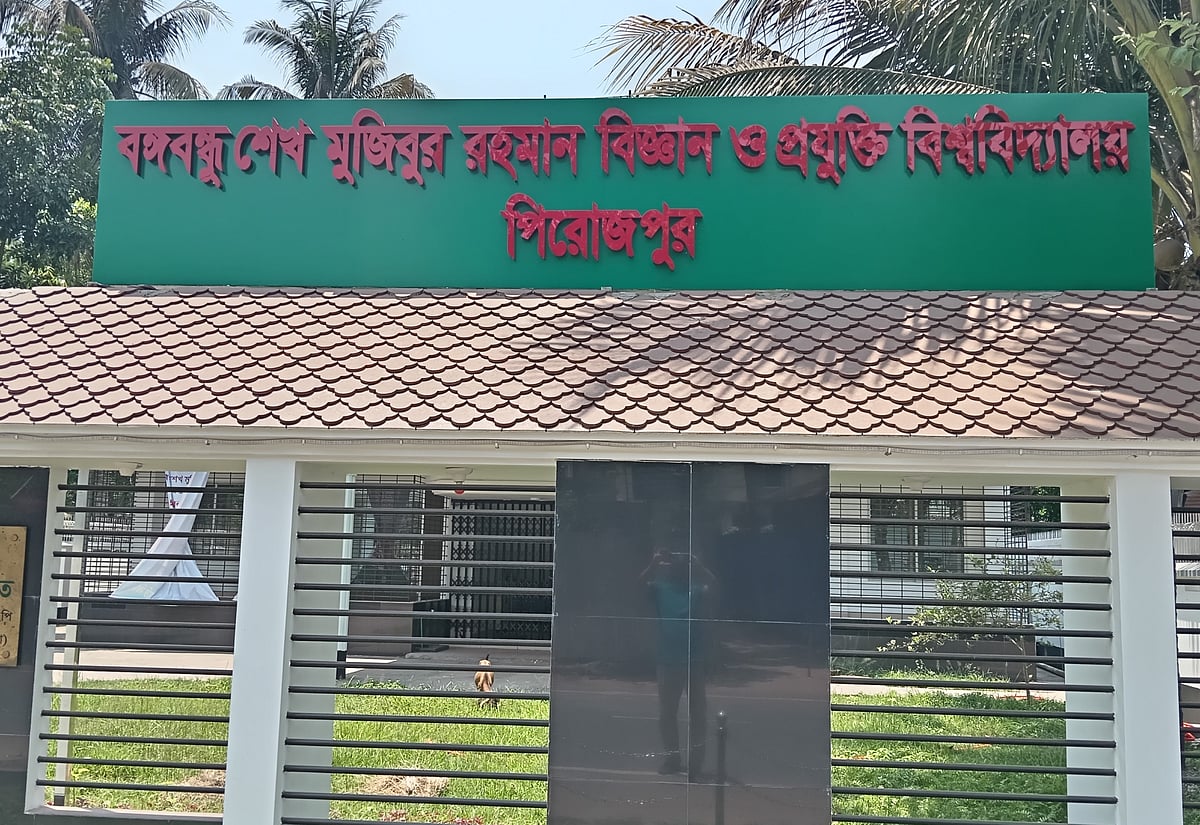 বঙ্গবন্ধু শেখ মুজিবুর রহমান বিজ্ঞান ও প্রযুক্তি বিশ্ববিদ্যালয়
পিরোজপুর